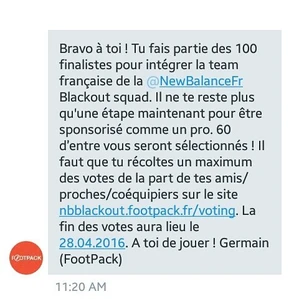 Bravo à toi ! Tu fais partie des 100
finalistes pour intégrer la team
française de la @NewBalanceFr
Blackout squad. Il ne te reste plus
qu'une étape maintenant pour être
sponsorisé comme un pro. 60
d'entre vous seront sélectionnés ! Il
faut que tu récoltes un maximum
des votes de la part de tes amis/
proches/coéquipiers sur le site
nbblackout.footpack.fr/voting. La
fin des votes aura lieu le
28.04.2016. A toi de jouer ! Germain
(FootPack)
FOOTPACK
11:20 AM